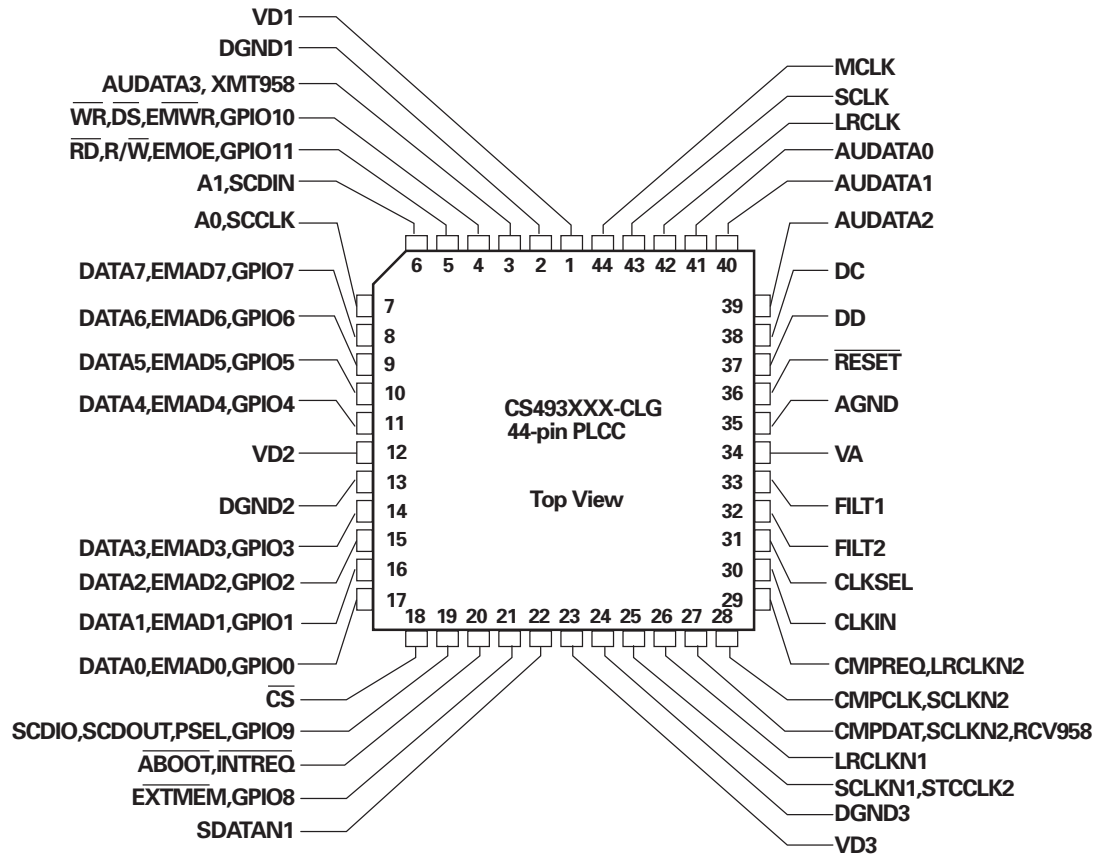 VD1
DGND1
AUDATA3, XMT958
WR,DS,EMWR,GPIO10
RD,R/W,EMOE,GPIO11
A1,SCDIN
A0,SCCLK
DATA7,EMAD7,GPIO7
DATA6,EMAD6,GPIO6
DATA5,EMAD5,GPIO5
DATA4,EMAD4,GPIO4
VD2
DGND2
DATA3,EMAD3,GPIO3
DATA2,EMAD2,GPIO2
DATA1,EMAD1,GPIO1
DATA0,EMAD0,GPIO0
CS
SCDIO,SCDOUT,PSEL,GPIO9
ABOOT,INTREQ
EXTMEM,GPIO8
SDATAN1
6 5 4 3 2 1 44 43 42 41 40
7
8
9
10
11
12
13
14
15
16
17
CS493XXX-CLG
44-pin PLCC
Top View
39
38
37
36
35
34
33
32
31
30
29
18 19 20 21 22 23 24 25 26 27 28
MCLK
SCLK
LRCLK
AUDATA0
AUDATA1
AUDATA2
DC
DD
RESET
AGND
VA
FILT1
FILT2
CLKSEL
CLKIN
CMPREQ,LRCLKN2
CMPCLK,SCLKN2
CMPDAT,SCLKN2,RCV958
LRCLKN1
SCLKN1,STCCLK2
DGND3
VD3